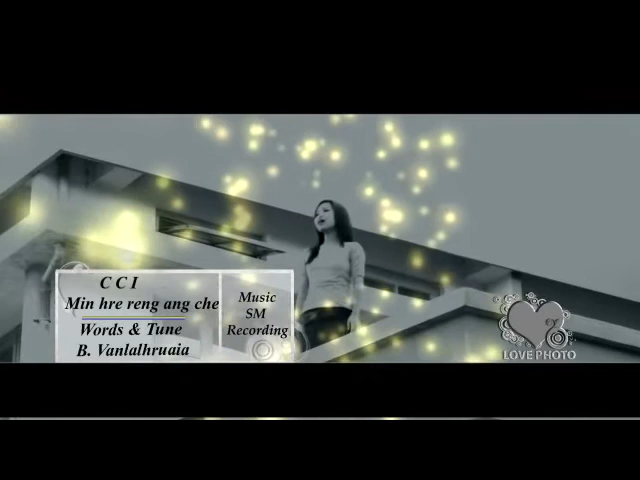 C C I
Min hre reng ang che
Words & Tune
B. Vanlalhruaia
Music
SM
Recording
LOVE PHOTO